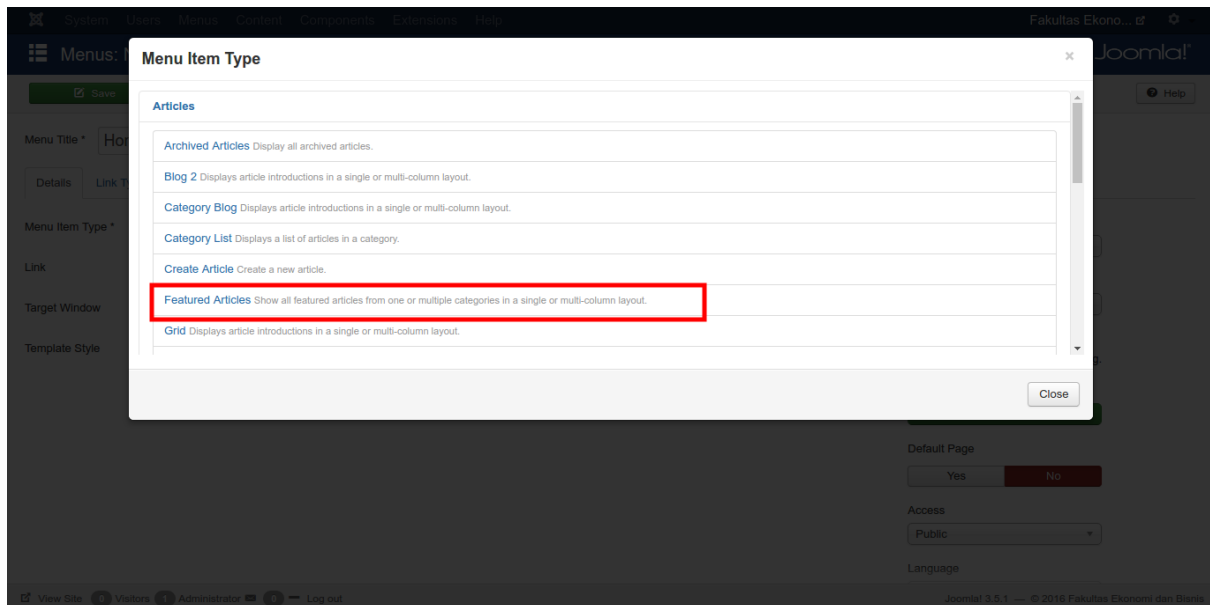 System Users Menus Content Components Extensions Help Fakultas Ekono...
Menus: Joomla!
Menu Item Type ×
Save Help
Articles
Menu Title *
Archived Articles Display all archived articles.
Blog 2 Displays article introductions in a single or multi-column layout.
Details Link
Category Blog Displays article introductions in a single or multi-column layout.
Menu Item Type *
Category List Displays a list of articles in a category.
Link
Create Article Create a new article.
Featured Articles Show all featured articles from one or multiple categories in a single or multi-column layout.
Target Window
Grid Displays article introductions in a single or multi-column layout.
Template Style
Close
Default Page
Yes No
Access
Public
Language
View Site 0 Visitors 1 Administrator 0 Log out Joomla! 3.5.1 — © 2016 Fakultas Ekonomi dan Bisnis